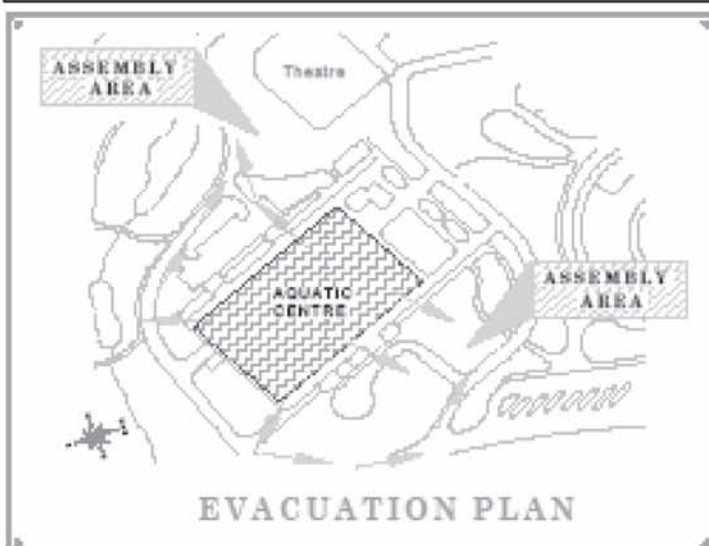 ASSEMBLY
AREA
Theatre
AQUATIC
CENTRE
ASSEMBLY
AREA
EVACUATION PLAN